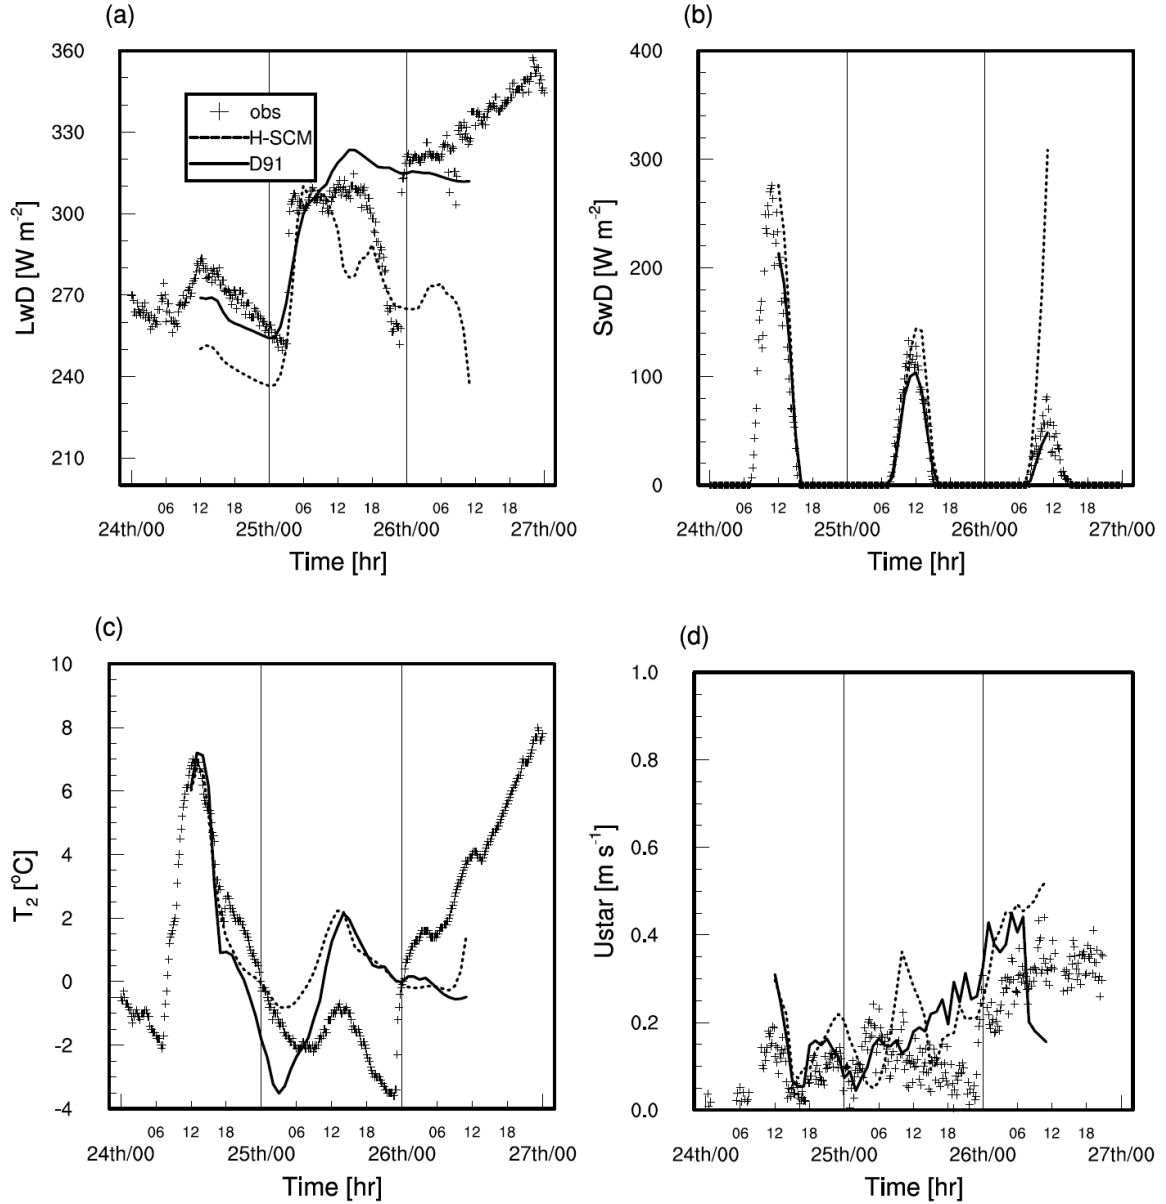 (a)
360
330
300
270
240
210
LwD [W m-2]
obs
H-SCM
D91
06 12 18 06 12 18 06 12 18
24th/00 25th/00 26th/00 27th/00
Time [hr]
(b)
400
300
200
100
0
SwD [W m-2]
06 12 18 06 12 18 06 12 18
24th/00 25th/00 26th/00 27th/00
Time [hr]
(c)
10
8
6
4
2
0
-2
-4
T2 [oC]
06 12 18 06 12 18 06 12 18
24th/00 25th/00 26th/00 27th/00
Time [hr]
(d)
1.0
0.8
0.6
0.4
0.2
0.0
Ustar [m s-1]
06 12 18 06 12 18 06 12 18
24th/00 25th/00 26th/00 27th/00
Time [hr]